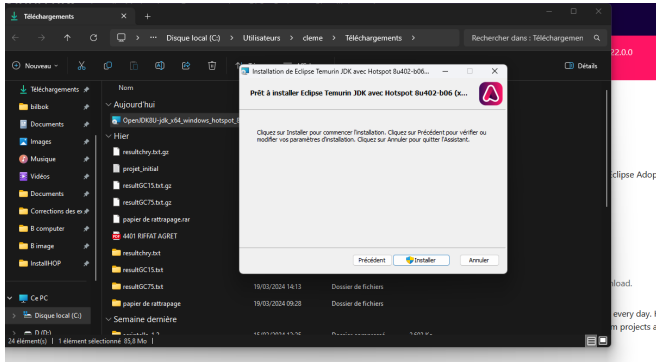 Téléchargements
Disque local (C:) > Utilisateurs > cleme > Téléchargements >
Rechercher dans : Téléchargemen
22.0.0
Nouveau
Détails
Téléchargements
bilbok
Documents
Images
Musique
Vidéos
Documents
Corrections des ex
B computer
B image
InstallHOP
Ce PC
Disque local (C:)
D (D:)
Nom
Aujourd'hui
OpenJDK8U-jdk_x64_windows_hotspot_8
Hier
resultchry.txt.gz
projet_initial
resultGC15.txt.gz
resultGC75.txt.gz
papier de rattrapage.rar
4401 RIFFAT AGRET
resultchry.txt
resultGC15.txt
resultGC75.txt 19/03/2024 14:13 Dossier de fichiers
papier de rattrapage 19/03/2024 09:28 Dossier de fichiers
Semaine dernière
Installation de Eclipse Temurin JDK avec Hotspot 8u402-b06...
Prêt à installer Eclipse Temurin JDK avec Hotspot 8u402-b06 (x...
Cliquez sur Installer pour commencer l'installation. Cliquez sur Précédent pour vérifier ou
modifier vos paramètres d'installation. Cliquez sur Annuler pour quitter l'Assistant.
Précédent
Installer
Annuler
24 élément(s) | 1 élément sélectionné 85,8 Mo |
clipse Adop
nload.
every day.
m projects a